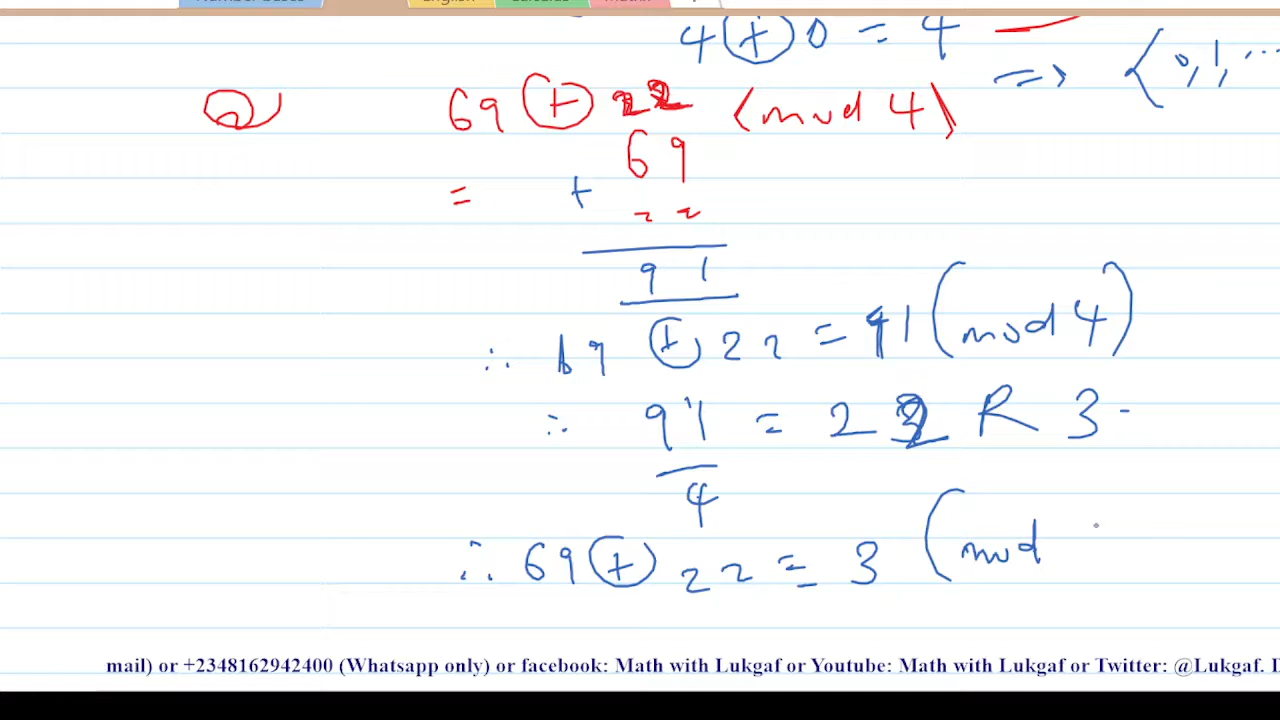 English
4 ⊕ 0 = 4
=> {0, 1, ...
② 69 ⊕ 22 (mod 4)
= + 69
22
91
∴ 69 ⊕ 22 = 91 (mod 4)
∴ 91/4 = 22 R 3
∴ 69 ⊕ 22 ≡ 3 (mod
mail) or +2348162942400 (Whatsapp only) or facebook: Math with Lukgaf or Youtube: Math with Lukgaf or Twitter: @Lukgaf. D